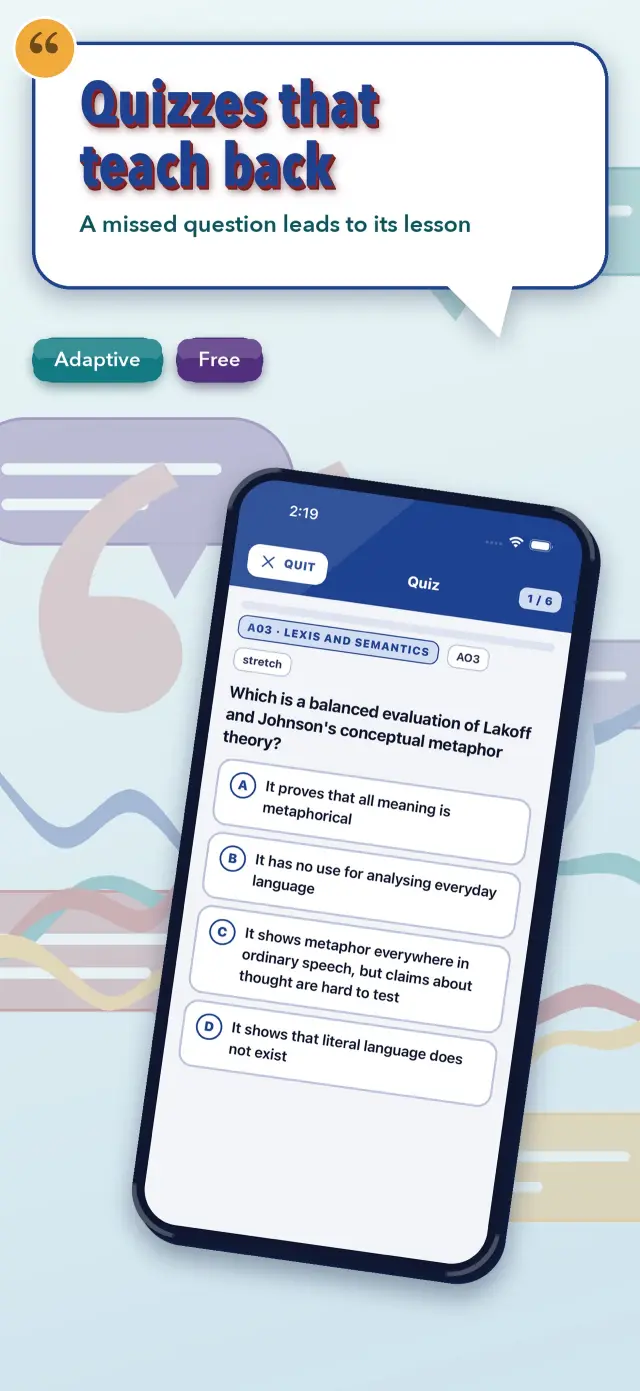 “
Quizzes that
teach back
A missed question leads to its lesson
Adaptive
Free
2:19
QUIT
Quiz
1 / 6
AO3 · LEXIS AND SEMANTICS
AO3
stretch
Which is a balanced evaluation of Lakoff
and Johnson's conceptual metaphor
theory?
A
It proves that all meaning is
metaphorical
B
It has no use for analysing everyday
language
C
It shows metaphor everywhere in
ordinary speech, but claims about
thought are hard to test
D
It shows that literal language does
not exist